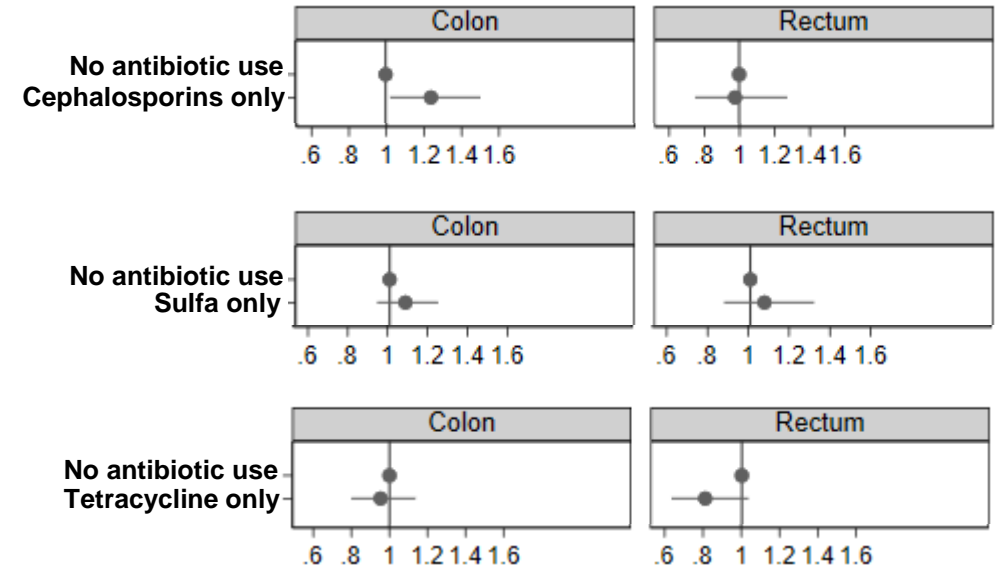 Colon Rectum
No antibiotic use
Cephalosporins only
.6 .8 1 1.2 1.4 1.6 .6 .8 1 1.2 1.4 1.6
Colon Rectum
No antibiotic use
Sulfa only
.6 .8 1 1.2 1.4 1.6 .6 .8 1 1.2 1.4 1.6
Colon Rectum
No antibiotic use
Tetracycline only
.6 .8 1 1.2 1.4 1.6 .6 .8 1 1.2 1.4 1.6